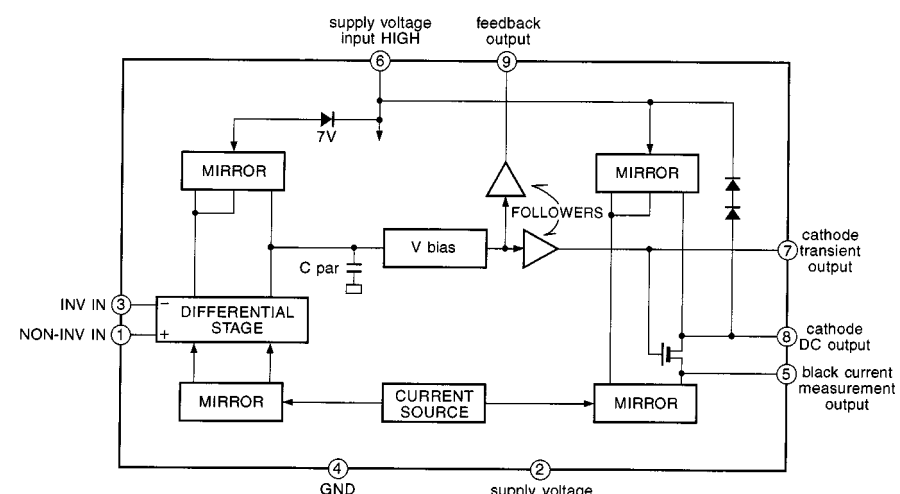 supply voltage
input HIGH
feedback
output
6
9
7V
MIRROR
MIRROR
FOLLOWERS
V bias
C par
cathode
transient
output
7
INV IN 3
−
DIFFERENTIAL
STAGE
NON-INV IN 1
+
8
cathode
DC output
5
black current
measurement
output
MIRROR
CURRENT
SOURCE
MIRROR
4
GND
2
supply voltage